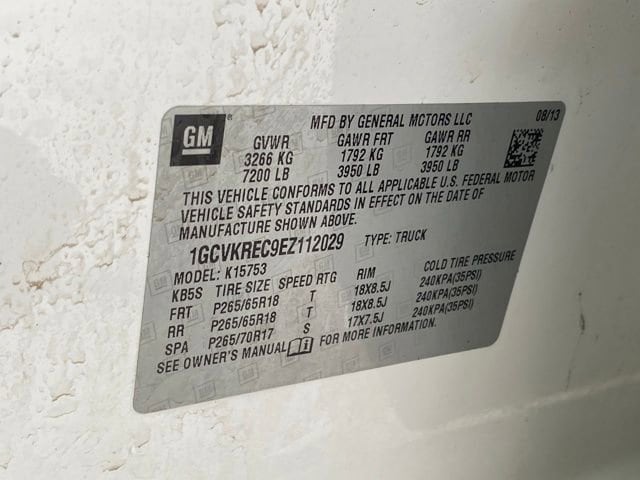 GM
MFD BY GENERAL MOTORS LLC 08/13
GVWR GAWR FRT GAWR RR
3266 KG 1792 KG 1792 KG
7200 LB 3950 LB 3950 LB
THIS VEHICLE CONFORMS TO ALL APPLICABLE U.S. FEDERAL MOTOR
VEHICLE SAFETY STANDARDS IN EFFECT ON THE DATE OF
MANUFACTURE SHOWN ABOVE.
1GCVKREC9EZ112029 TYPE: TRUCK
MODEL: K15753
KB5S TIRE SIZE SPEED RTG RIM COLD TIRE PRESSURE
FRT P265/65R18 T 18X8.5J 240KPA(35PSI)
RR P265/65R18 T 18X8.5J 240KPA(35PSI)
SPA P265/70R17 S 17X7.5J 240KPA(35PSI)
SEE OWNER'S MANUAL FOR MORE INFORMATION.